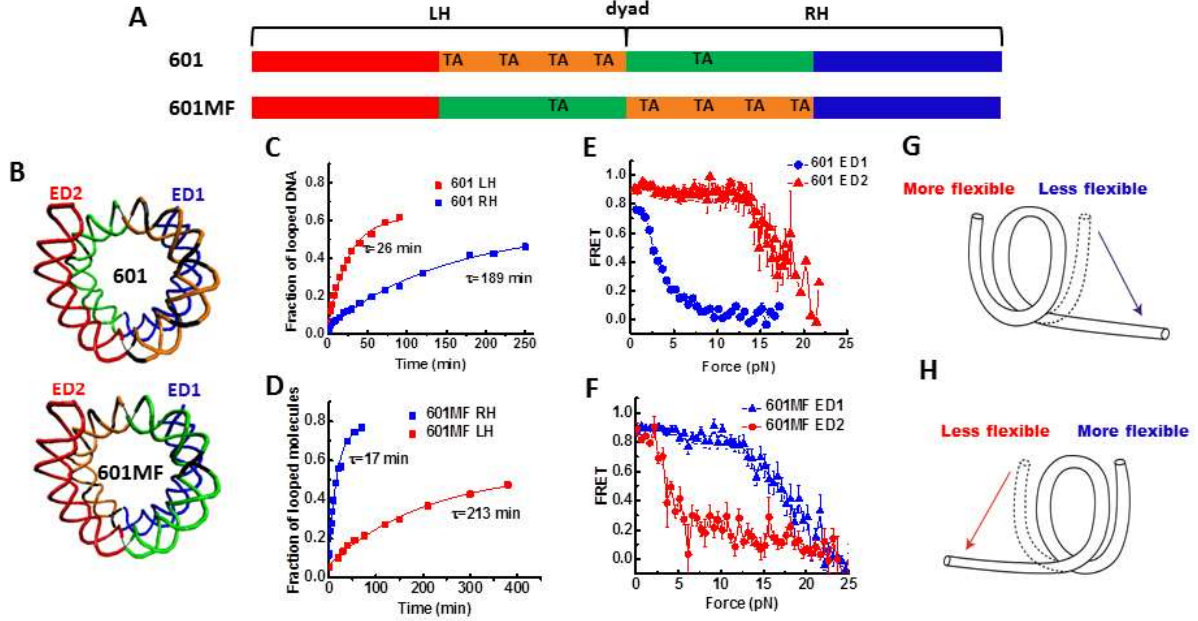 A
LH
dyad
RH
601
TA TA TA TA TA
601MF
TA TA TA TA TA
B
ED2
ED1
601
ED2
ED1
601MF
C
Fraction of looped DNA
0.8
0.6
0.4
0.2
0.0
601 LH
601 RH
τ=26 min
τ=189 min
0 50 100 150 200 250
Time (min)
D
Fraction of looped molecules
0.8
0.4
0.2
0.0
601MF RH
601MF LH
τ=17 min
τ=213 min
0 100 200 300 400
Time (min)
E
FRET
1.0
0.8
0.6
0.4
0.2
0.0
601 ED1
601 ED2
0 5 10 15 20 25
Force (pN)
F
FRET
1.0
0.8
0.6
0.4
0.2
0.0
601MF ED1
601MF ED2
0 5 10 15 20 25
Force (pN)
G
More flexible
Less flexible
H
Less flexible
More flexible